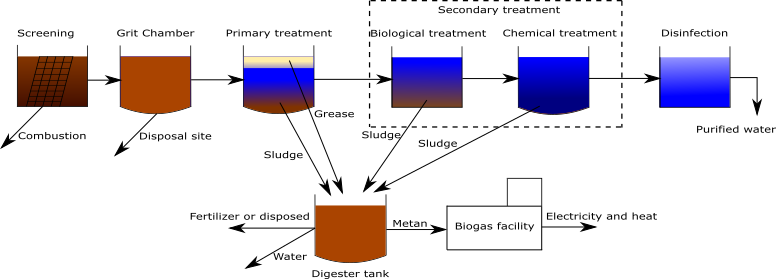 Secondary treatment
Screening
Grit Chamber
Primary treatment
Biological treatment
Chemical treatment
Disinfection
Combustion
Disposal site
Grease
Sludge
Sludge
Sludge
Purified water
Fertilizer or disposed
Metan
Biogas facility
Electricity and heat
Water
Digester tank